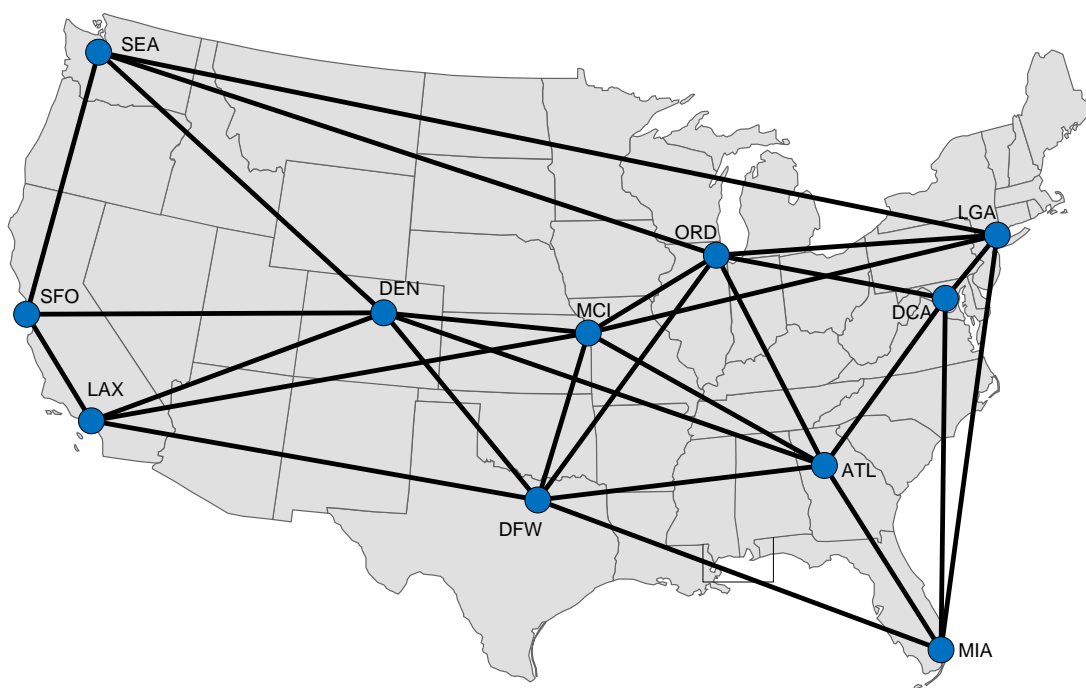 SEA
LGA
ORD
DEN
SFO
MCI
DCA
LAX
ATL
DFW
MIA